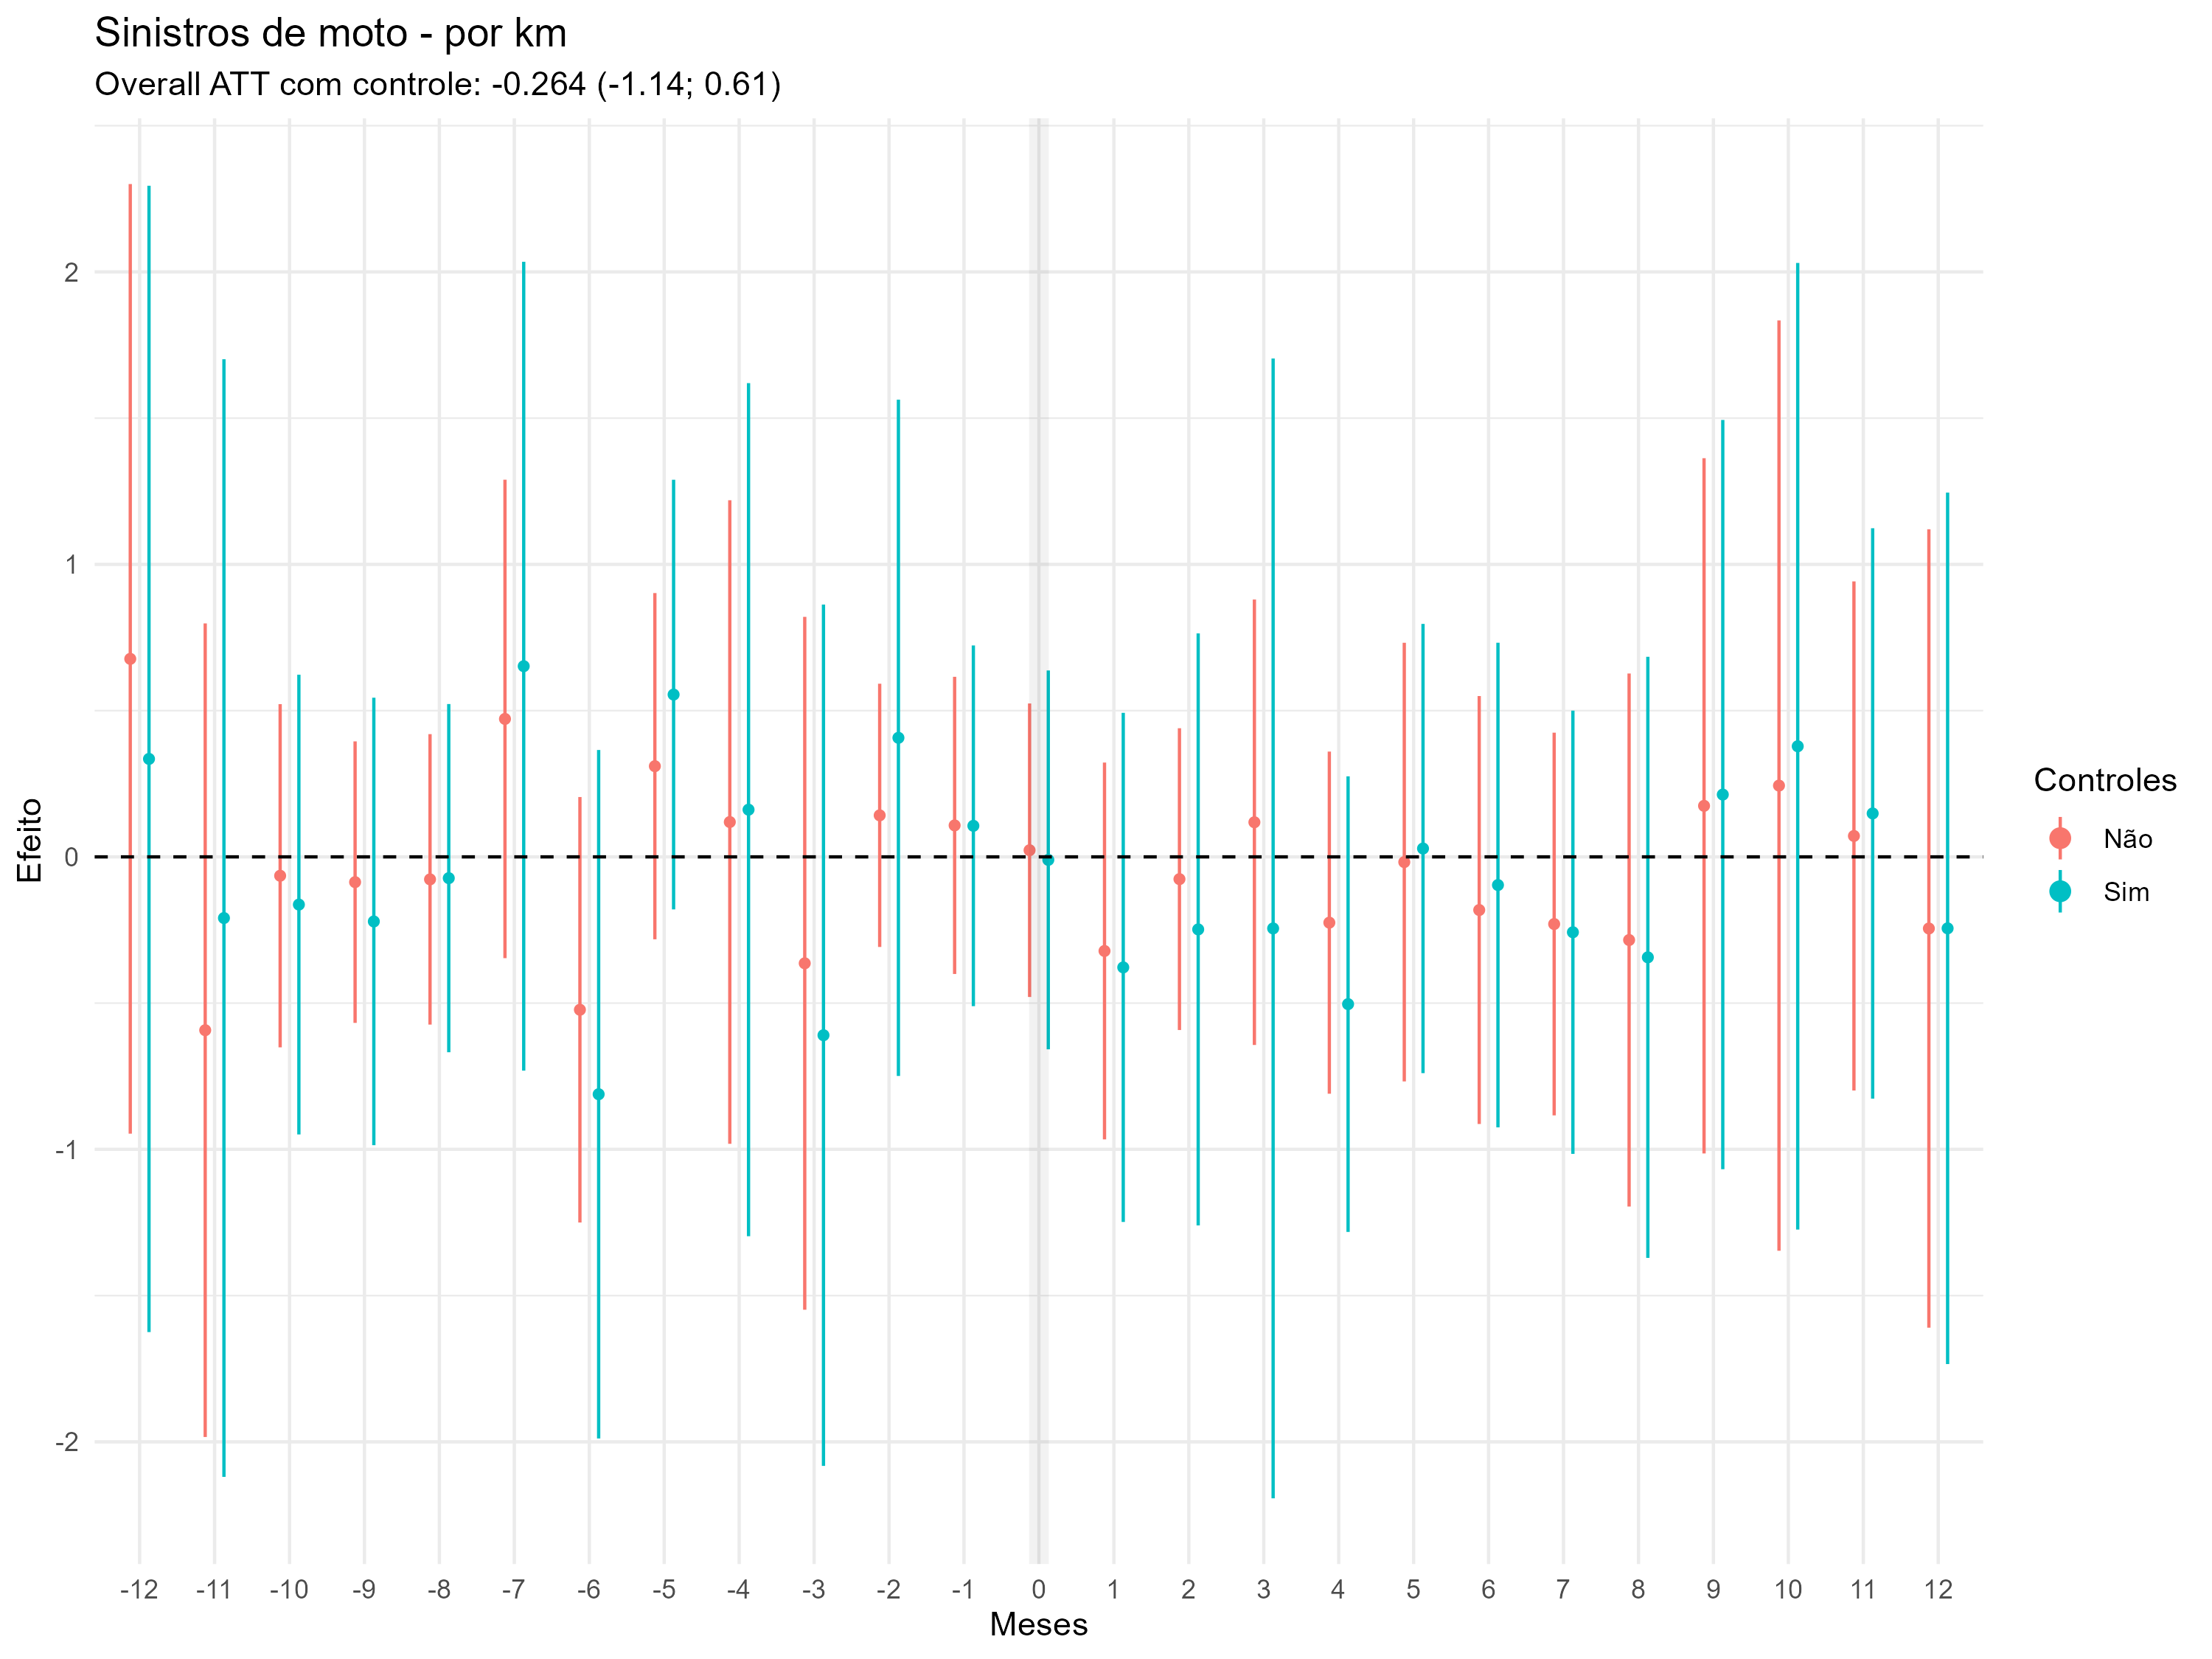 Sinistros de moto - por km
Overall ATT com controle: -0.264 (-1.14; 0.61)
Efeito
2
1
0
-1
-2
-12 -11 -10 -9 -8 -7 -6 -5 -4 -3 -2 -1 0 1 2 3 4 5 6 7 8 9 10 11 12
Meses
Controles
Não
Sim